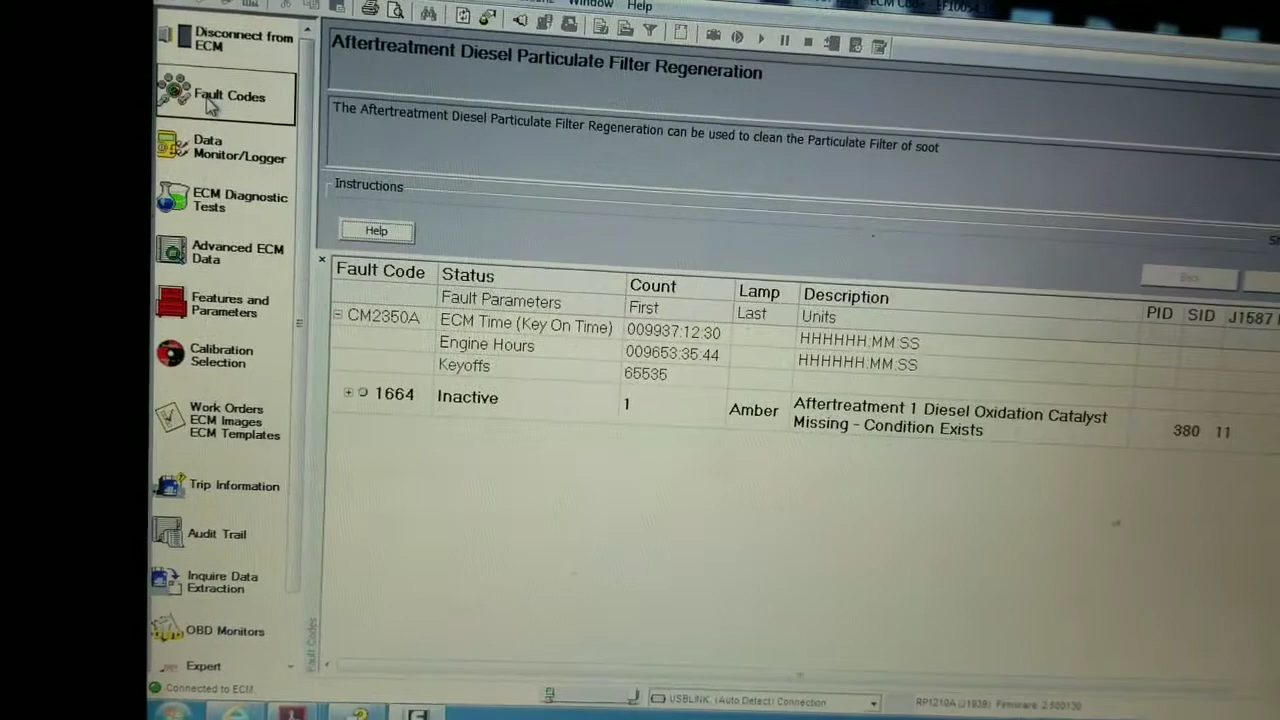 Window Help
Disconnect from
ECM
Fault Codes
Data
Monitor/Logger
ECM Diagnostic
Tests
Advanced ECM
Data
Features and
Parameters
Calibration
Selection
Work Orders
ECM Images
ECM Templates
Trip Information
Audit Trail
Inquire Data
Extraction
OBD Monitors
Expert
Connected to ECM.
Aftertreatment Diesel Particulate Filter Regeneration
The Aftertreatment Diesel Particulate Filter Regeneration can be used to clean the Particulate Filter of soot
Instructions
Help
Back
Fault Code Status Count Lamp Description PID SID J1587
Fault Parameters First Last Units
CM2350A ECM Time (Key On Time) 009937:12:30 HHHHHH:MM:SS
Engine Hours 009653:35:44 HHHHHH:MM:SS
Keyoffs 65535
1664 Inactive 1 Amber Aftertreatment 1 Diesel Oxidation Catalyst
Missing - Condition Exists 380 11
Fault Codes
USBLINK, (Auto Detect) Connection
RP1210A (J1939) Firmware: